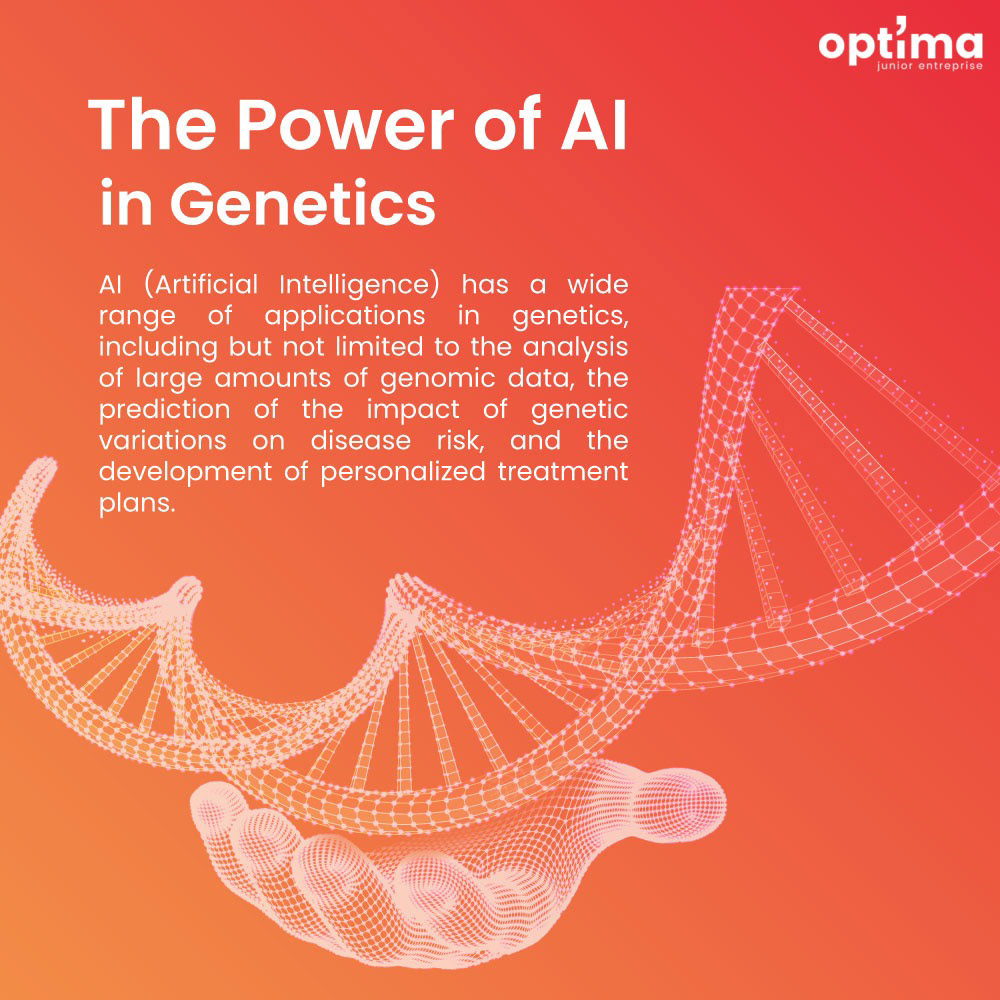 opt'ma
junior entreprise
The Power of AI
in Genetics
AI (Artificial Intelligence) has a wide
range of applications in genetics,
including but not limited to the analysis
of large amounts of genomic data, the
prediction of the impact of genetic
variations on disease risk, and the
development of personalized treatment
plans.